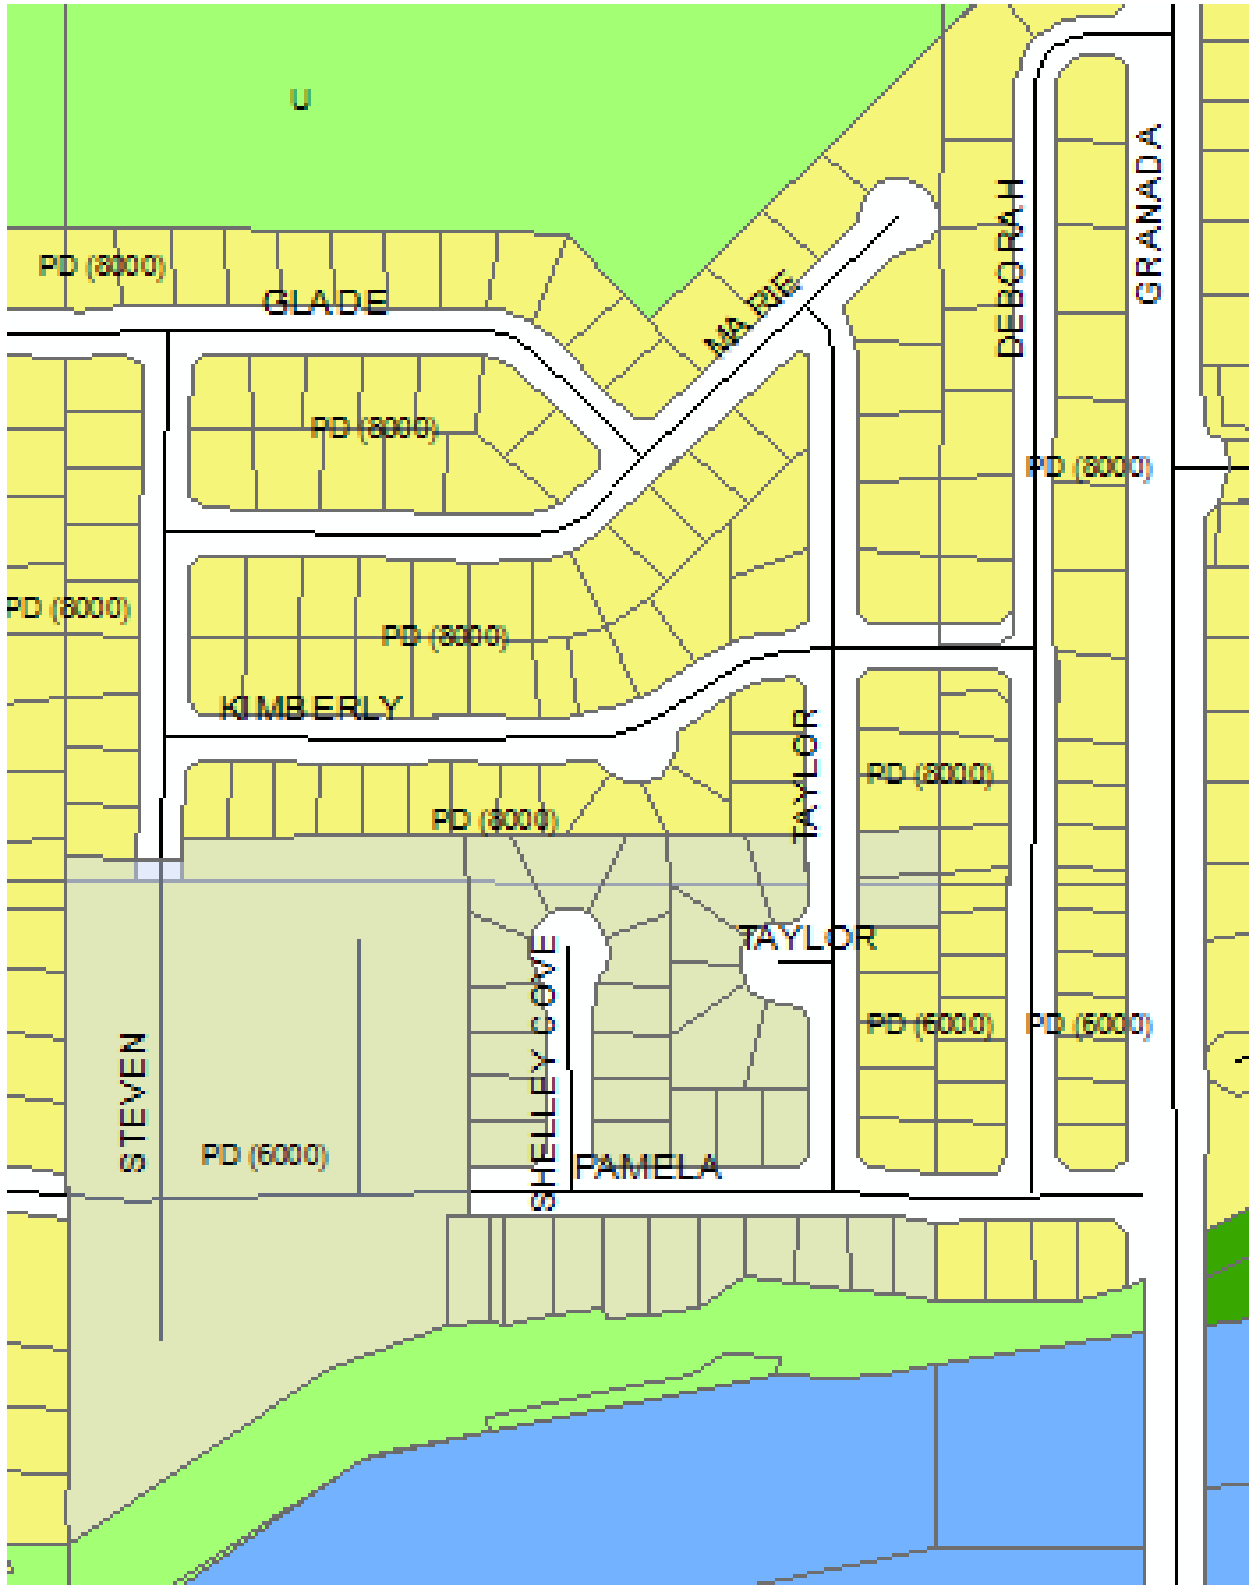 U
GRANADA
DEBORAH
PD (8000)
GLADE
MARIE
PD (8000)
PD (8000)
PD (8000)
PD (8000)
KIMBERLY
TAYLOR
PD (8000)
PD (8000)
TAYLOR
SHELLEY COVE
PD (6000)
PD (6000)
STEVEN
PD (6000)
PAMELA